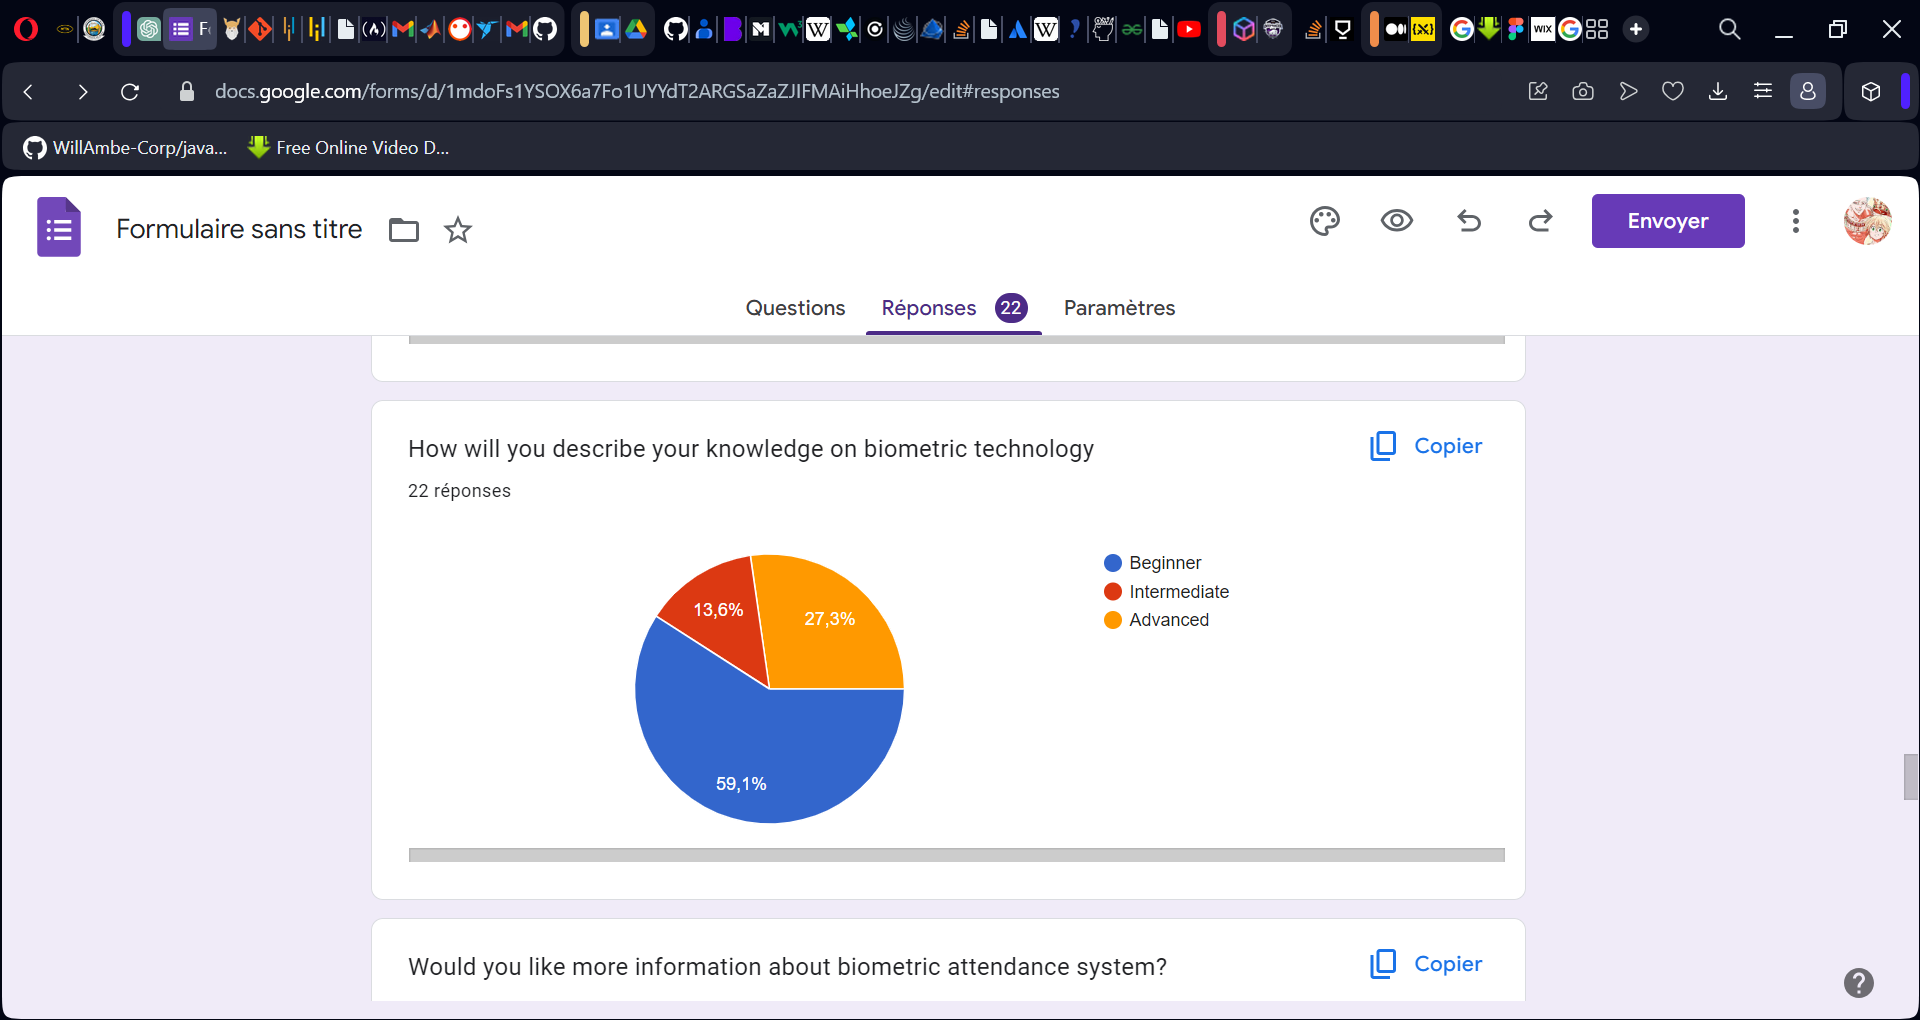 F
docs.google.com/forms/d/1mdoFs1YSOX6a7Fo1UYYdT2ARGSaZaZJIFMAiHhoeJZg/edit#responses
WillAmbe-Corp/java... Free Online Video D...
Formulaire sans titre
Envoyer
Questions Réponses 22 Paramètres
How will you describe your knowledge on biometric technology
Copier
22 réponses
Beginner
Intermediate
Advanced
13,6%
27,3%
59,1%
Would you like more information about biometric attendance system?
Copier